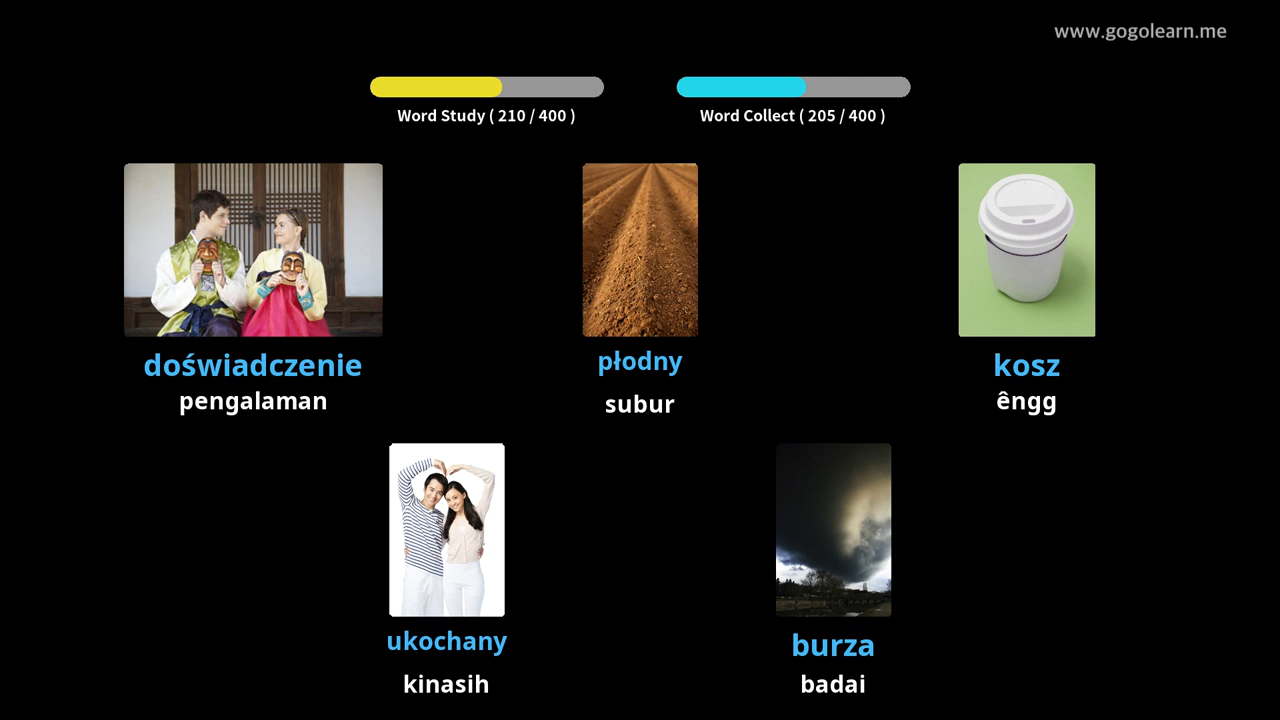 www.gogolearn.me
Word Study ( 210 / 400 )
Word Collect ( 205 / 400 )
doświadczenie
pengalaman
płodny
subur
kosz
êngg
ukochany
kinasih
burza
badai